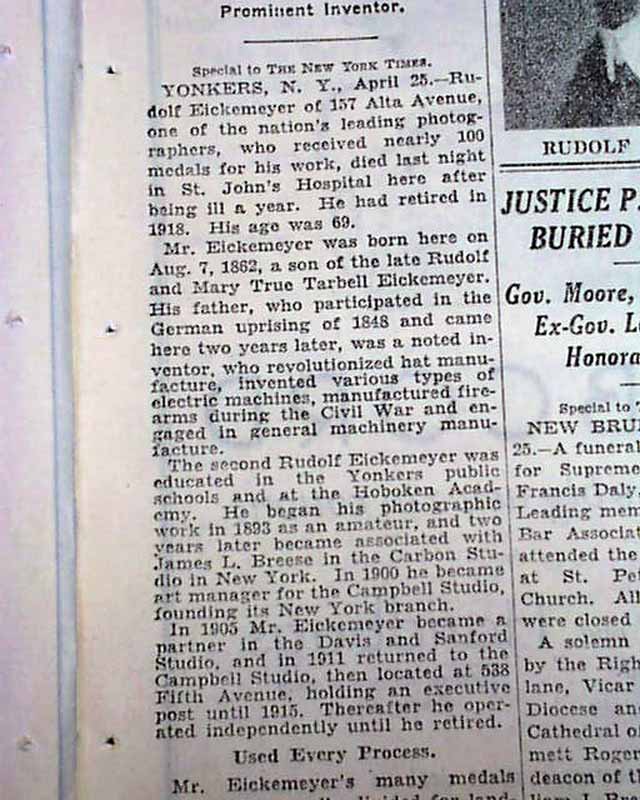 Prominent Inventor.
Special to THE NEW YORK TIMES.
YONKERS, N. Y., April 25.—Ru-
dolf Eickemeyer of 157 Alta Avenue,
one of the nation's leading photog-
raphers, who received nearly 100
medals for his work, died last night
in St. John's Hospital here after
being ill a year. He had retired in
1918. His age was 69.
Mr. Eickemeyer was born here on
Aug. 7, 1862, a son of the late Rudolf
and Mary True Tarbell Eickemeyer.
His father, who participated in the
German uprising of 1848 and came
here two years later, was a noted in-
ventor, who revolutionized hat manu-
facture, invented various types of
electric machines, manufactured fire-
arms during the Civil War and en-
gaged in general machinery manu-
facture.
The second Rudolf Eickemeyer was
educated in the Yonkers public
schools and at the Hoboken Acad-
emy. He began his photographic
work in 1893 as an amateur, and two
years later became associated with
James L. Breese in the Carbon Stu-
dio in New York. In 1900 he became
art manager for the Campbell Studio,
founding its New York branch.
In 1905 Mr. Eickemeyer became a
partner in the Davis and Sanford
Studio, and in 1911 returned to the
Campbell Studio, then located at 538
Fifth Avenue, holding an executive
post until 1915. Thereafter he oper-
ated independently until he retired.
Used Every Process.
Mr. Eickemeyer's many medals
RUDOLF
JUSTICE P.
BURIED
Gov. Moore,
Ex-Gov.
Honora
Special to
NEW BRU
25.—A funeral
for Supreme
Francis Daly,
Leading mem
Bar Associat
attended the
at St. Pet
Church. All
were closed
A solemn
by the Righ
lane, Vicar
Diocese an
Cathedral o
mett Roger
deacon of th